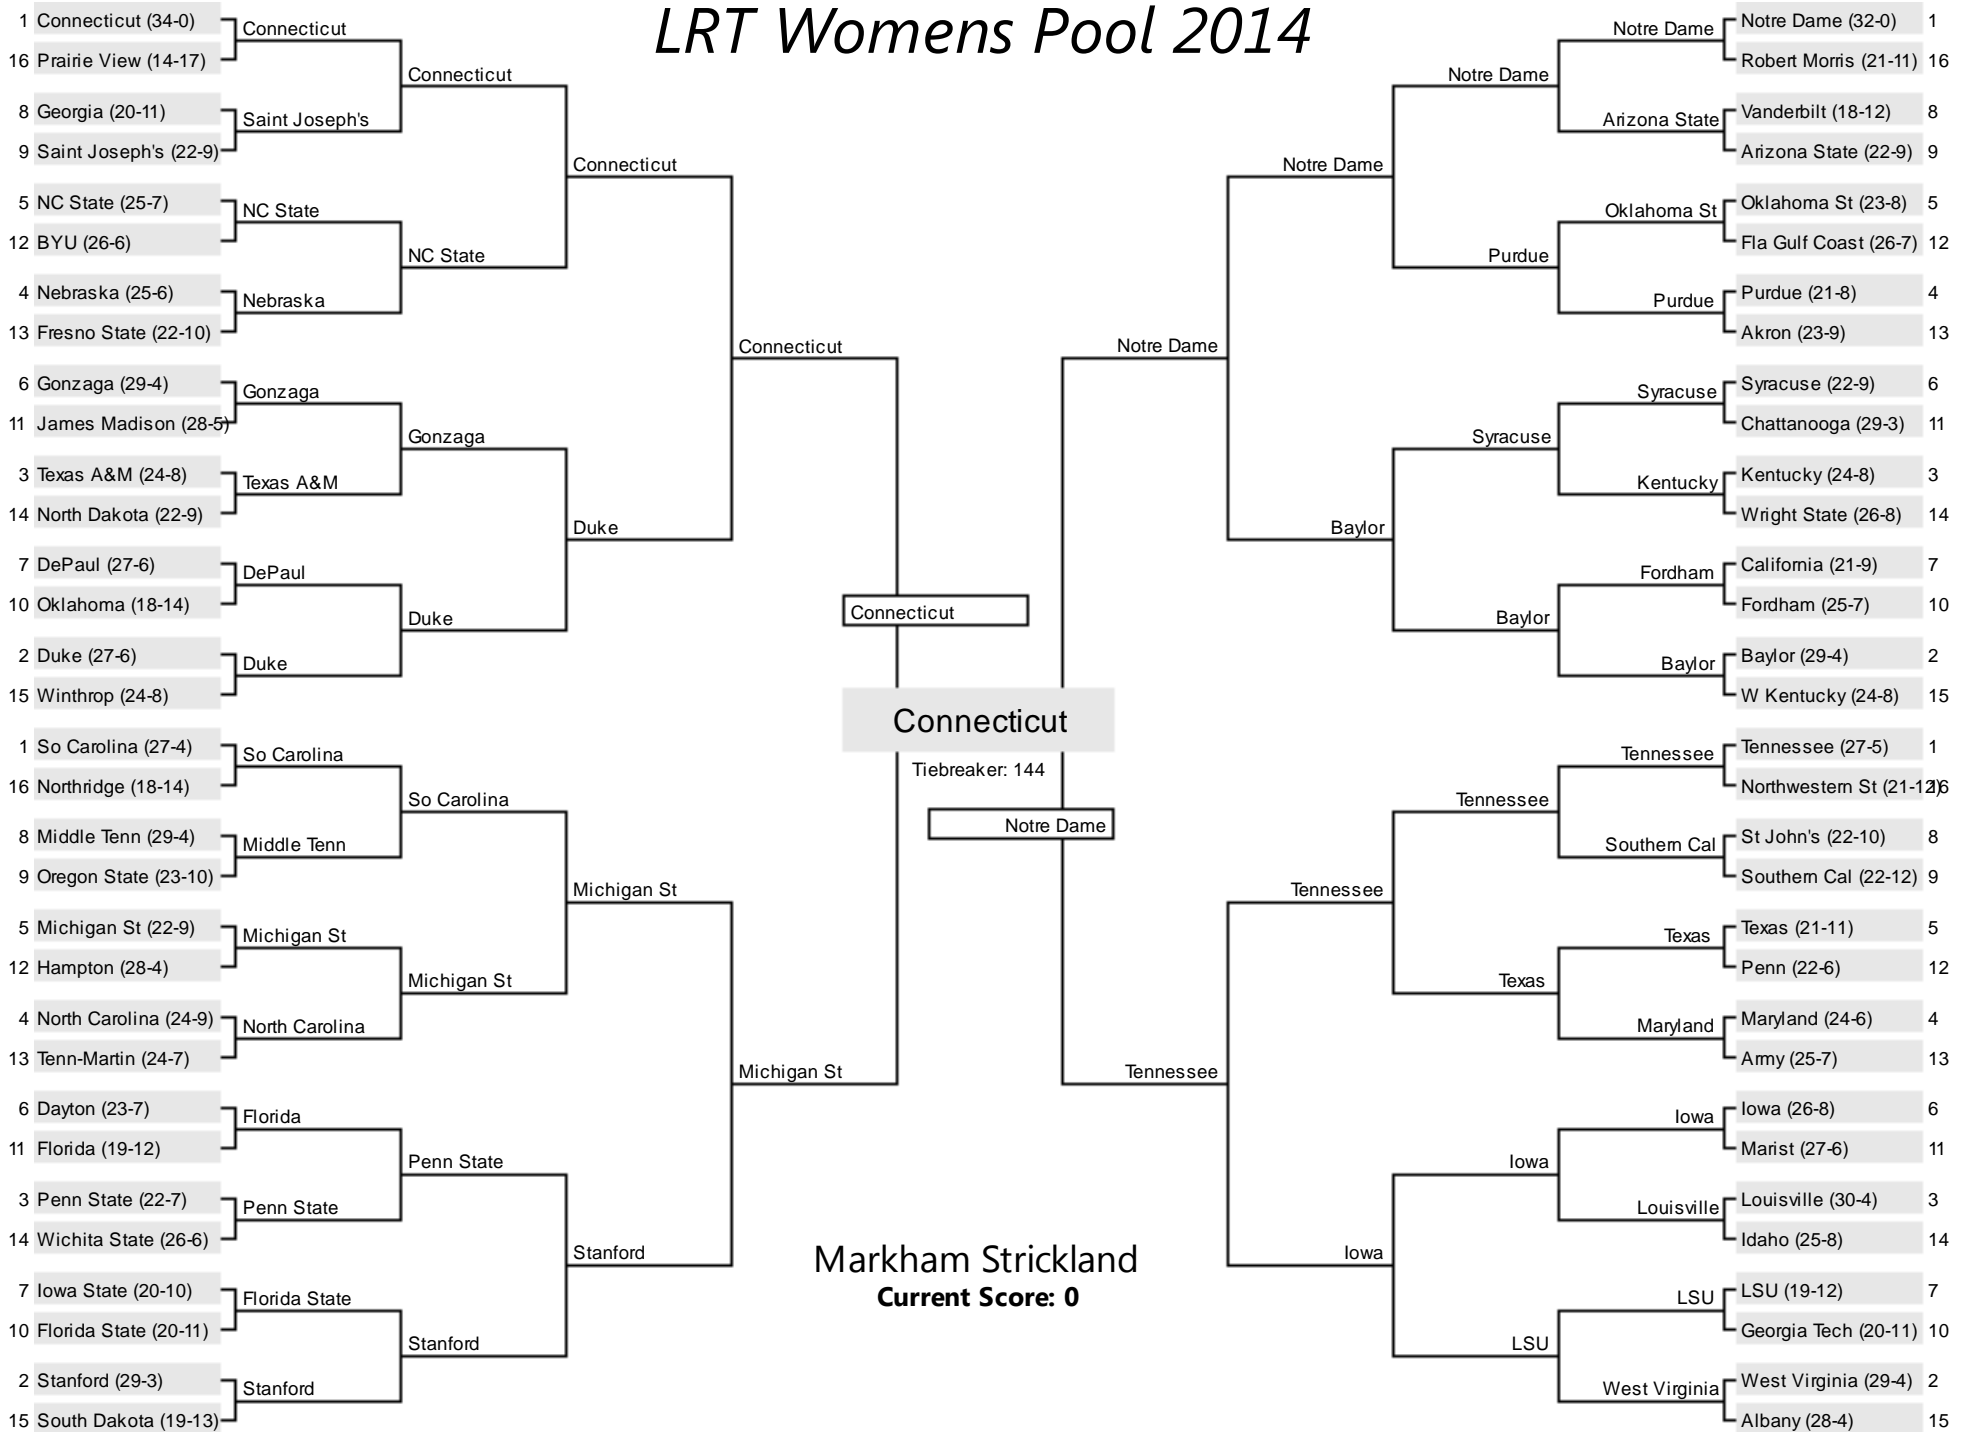 LRT Womens Pool 2014
1 Connecticut (34-0)
16 Prairie View (14-17)
8 Georgia (20-11)
9 Saint Joseph's (22-9)
5 NC State (25-7)
12 BYU (26-6)
4 Nebraska (25-6)
13 Fresno State (22-10)
6 Gonzaga (29-4)
11 James Madison (28-5)
3 Texas A&M (24-8)
14 North Dakota (22-9)
7 DePaul (27-6)
10 Oklahoma (18-14)
2 Duke (27-6)
15 Winthrop (24-8)
1 So Carolina (27-4)
16 Northridge (18-14)
8 Middle Tenn (29-4)
9 Oregon State (23-10)
5 Michigan St (22-9)
12 Hampton (28-4)
4 North Carolina (24-9)
13 Tenn-Martin (24-7)
6 Dayton (23-7)
11 Florida (19-12)
3 Penn State (22-7)
14 Wichita State (26-6)
7 Iowa State (20-10)
10 Florida State (20-11)
2 Stanford (29-3)
15 South Dakota (19-13)
Connecticut
Saint Joseph's
NC State
Nebraska
Gonzaga
Texas A&M
DePaul
Duke
So Carolina
Middle Tenn
Michigan St
North Carolina
Florida
Penn State
Florida State
Stanford
Connecticut
NC State
Gonzaga
Duke
So Carolina
Michigan St
Penn State
Stanford
Connecticut
Duke
Michigan St
Stanford
Connecticut
Michigan St
Connecticut
Connecticut
Tiebreaker: 144
Notre Dame
Markham Strickland
Current Score: 0
Notre Dame
Tennessee
Notre Dame
Baylor
Tennessee
Iowa
Notre Dame
Purdue
Syracuse
Baylor
Tennessee
Texas
Iowa
LSU
Notre Dame
Arizona State
Oklahoma St
Purdue
Syracuse
Kentucky
Fordham
Baylor
Tennessee
Southern Cal
Texas
Maryland
Iowa
Louisville
LSU
West Virginia
Notre Dame (32-0) 1
Robert Morris (21-11) 16
Vanderbilt (18-12) 8
Arizona State (22-9) 9
Oklahoma St (23-8) 5
Fla Gulf Coast (26-7) 12
Purdue (21-8) 4
Akron (23-9) 13
Syracuse (22-9) 6
Chattanooga (29-3) 11
Kentucky (24-8) 3
Wright State (26-8) 14
California (21-9) 7
Fordham (25-7) 10
Baylor (29-4) 2
W Kentucky (24-8) 15
Tennessee (27-5) 1
Northwestern St (21-12) 16
St John's (22-10) 8
Southern Cal (22-12) 9
Texas (21-11) 5
Penn (22-6) 12
Maryland (24-6) 4
Army (25-7) 13
Iowa (26-8) 6
Marist (27-6) 11
Louisville (30-4) 3
Idaho (25-8) 14
LSU (19-12) 7
Georgia Tech (20-11) 10
West Virginia (29-4) 2
Albany (28-4) 15